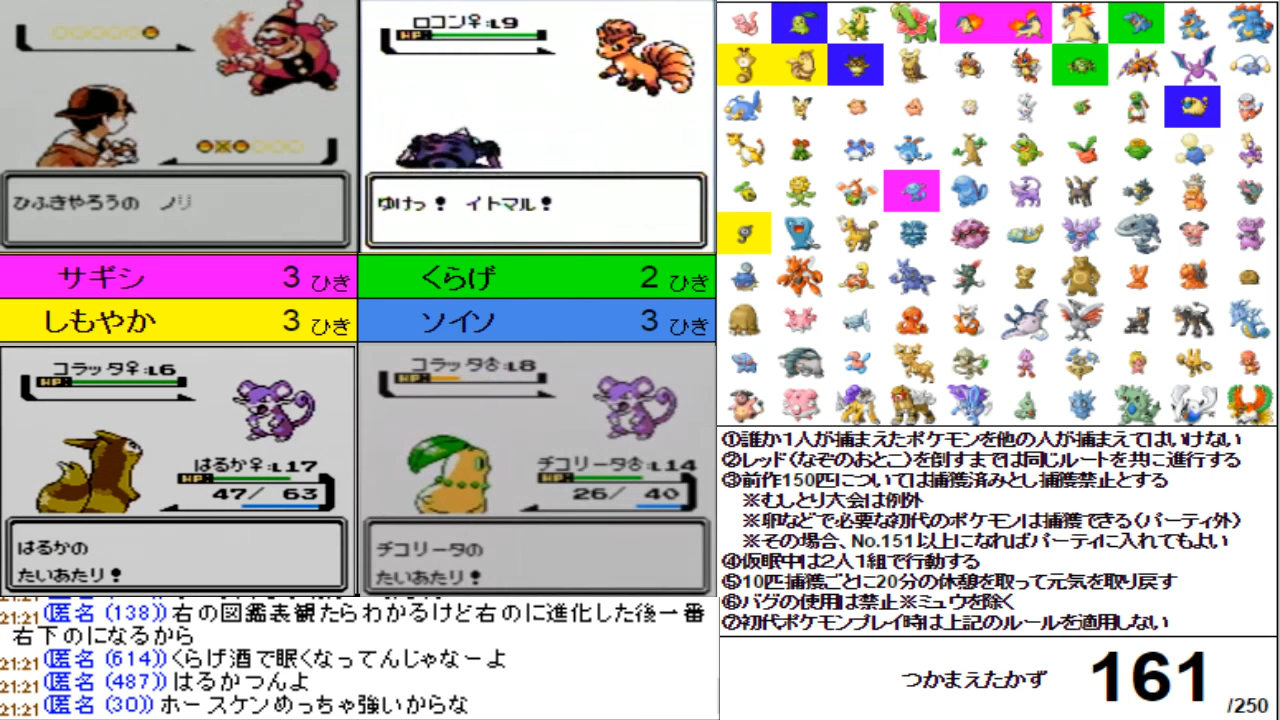 ひふきやろうの ノリ
ロコン♀:L9
HP
ゆけっ! イトマル!
サギシ 3 ひき
くらげ 2 ひき
しもやか 3 ひき
ソイソ 3 ひき
コラッタ♀:L6
HP
はるか♀:L17
HP
47/ 63
はるかの
たいあたり!
コラッタ♂:L8
HP
チコリータ♂:L14
HP
26/ 40
チコリータの
たいあたり!
21:21 (匿名 (138)) 右の図鑑表観たらわかるけど右のに進化した後一番
右下のになるから
21:21 (匿名 (614)) くらげ酒で眠くなってんじゃなーよ
21:21 (匿名 (487)) はるかつんよ
21:21 (匿名 (30)) ホースケンめっちゃ強いからな
①誰か1人が捕まえたポケモンを他の人が捕まえてはいけない
②レッド(なぞのおとこ)を倒すまでは同じルートを共に進行する
③前作150匹については捕獲済みとし捕獲禁止とする
※むしとり大会は例外
※卵などで必要な初代のポケモンは捕獲できる(パーティ外)
※その場合、No.151以上になればパーティに入れてもよい
④仮眠中は2人1組で行動する
⑤10匹捕獲ごとに20分の休憩を取って元気を取り戻す
⑥バグの使用は禁止※ミュウを除く
⑦初代ポケモンプレイ時は上記のルールを適用しない
つかまえたかず 161 /250